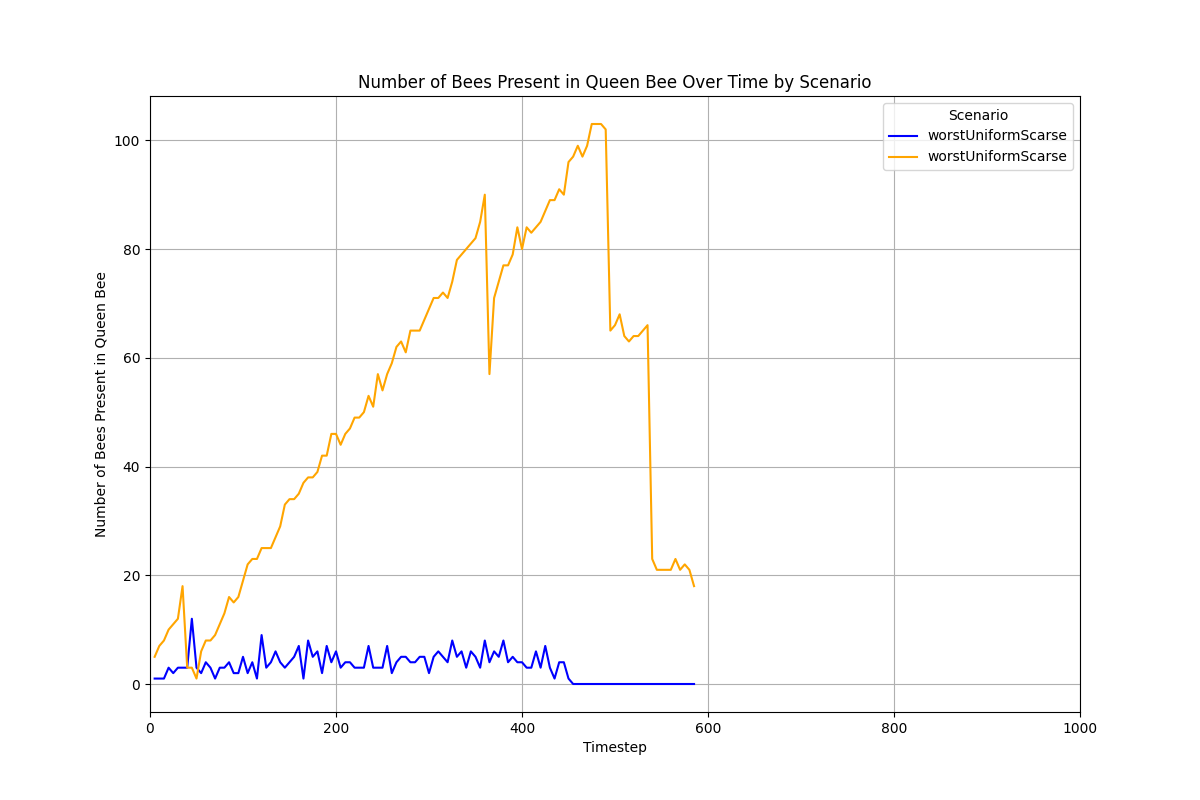 Number of Bees Present in Queen Bee Over Time by Scenario
Scenario
worstUniformScarse
worstUniformScarse
Number of Bees Present in Queen Bee
100
80
60
40
20
0
0 200 400 600 800 1000
Timestep